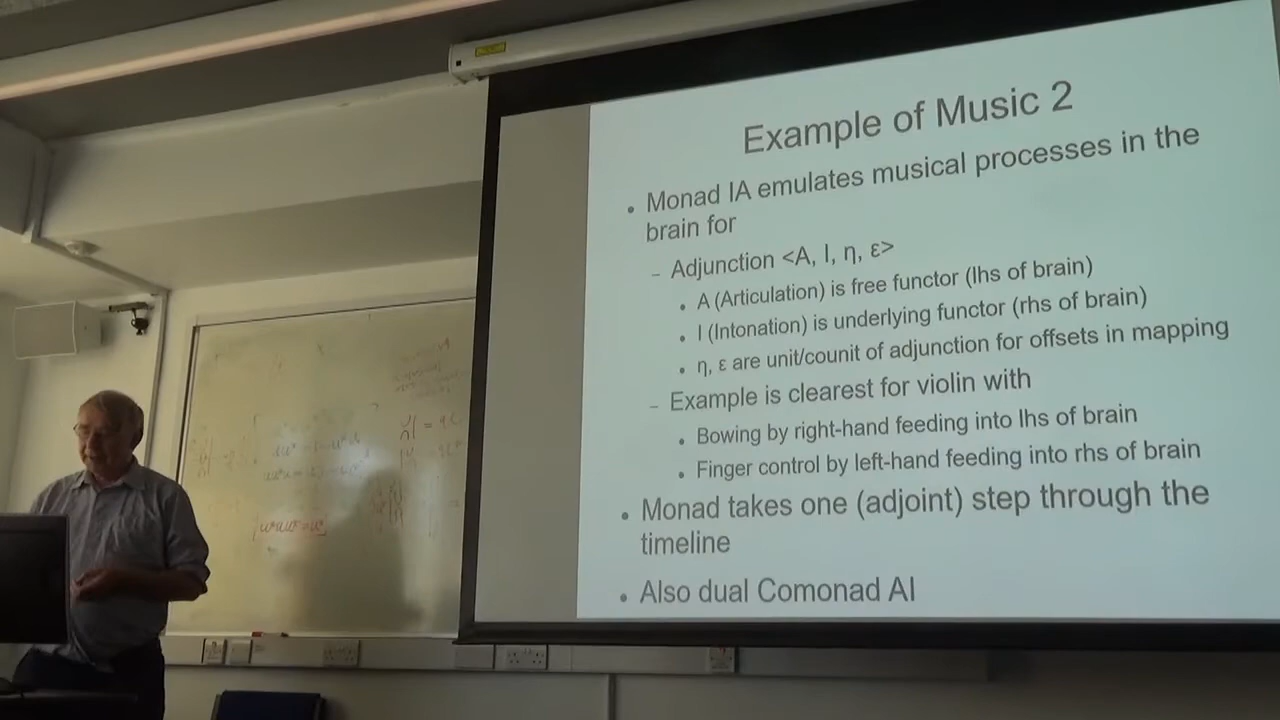 Example of Music 2
• Monad IA emulates musical processes in the
brain for
– Adjunction <A, I, η, ε>
• A (Articulation) is free functor (lhs of brain)
• I (Intonation) is underlying functor (rhs of brain)
• η, ε are unit/counit of adjunction for offsets in mapping
– Example is clearest for violin with
• Bowing by right-hand feeding into lhs of brain
• Finger control by left-hand feeding into rhs of brain
• Monad takes one (adjoint) step through the
timeline
• Also dual Comonad AI